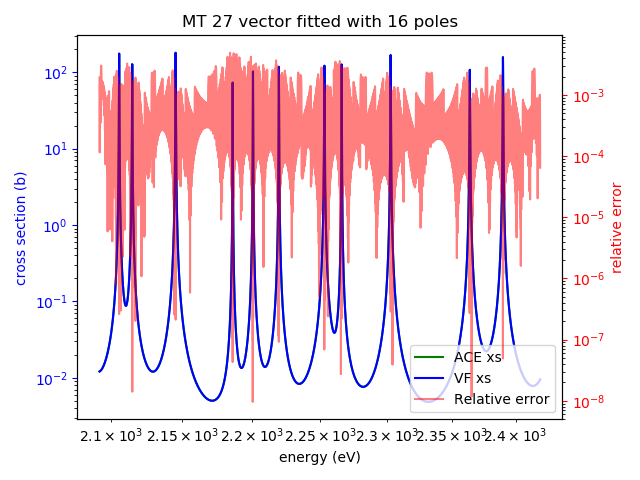 MT 27 vector fitted with 16 poles
10²
10¹
10⁰
10⁻¹
10⁻²
cross section (b)
10⁻³
10⁻⁴
10⁻⁵
10⁻⁶
10⁻⁷
10⁻⁸
relative error
ACE xs
VF xs
Relative error
2.1 × 10³ 2.15 × 10³ 2.2 × 10³ 2.25 × 10³ 2.3 × 10³ 2.35 × 10³ 2.4 × 10³
energy (eV)